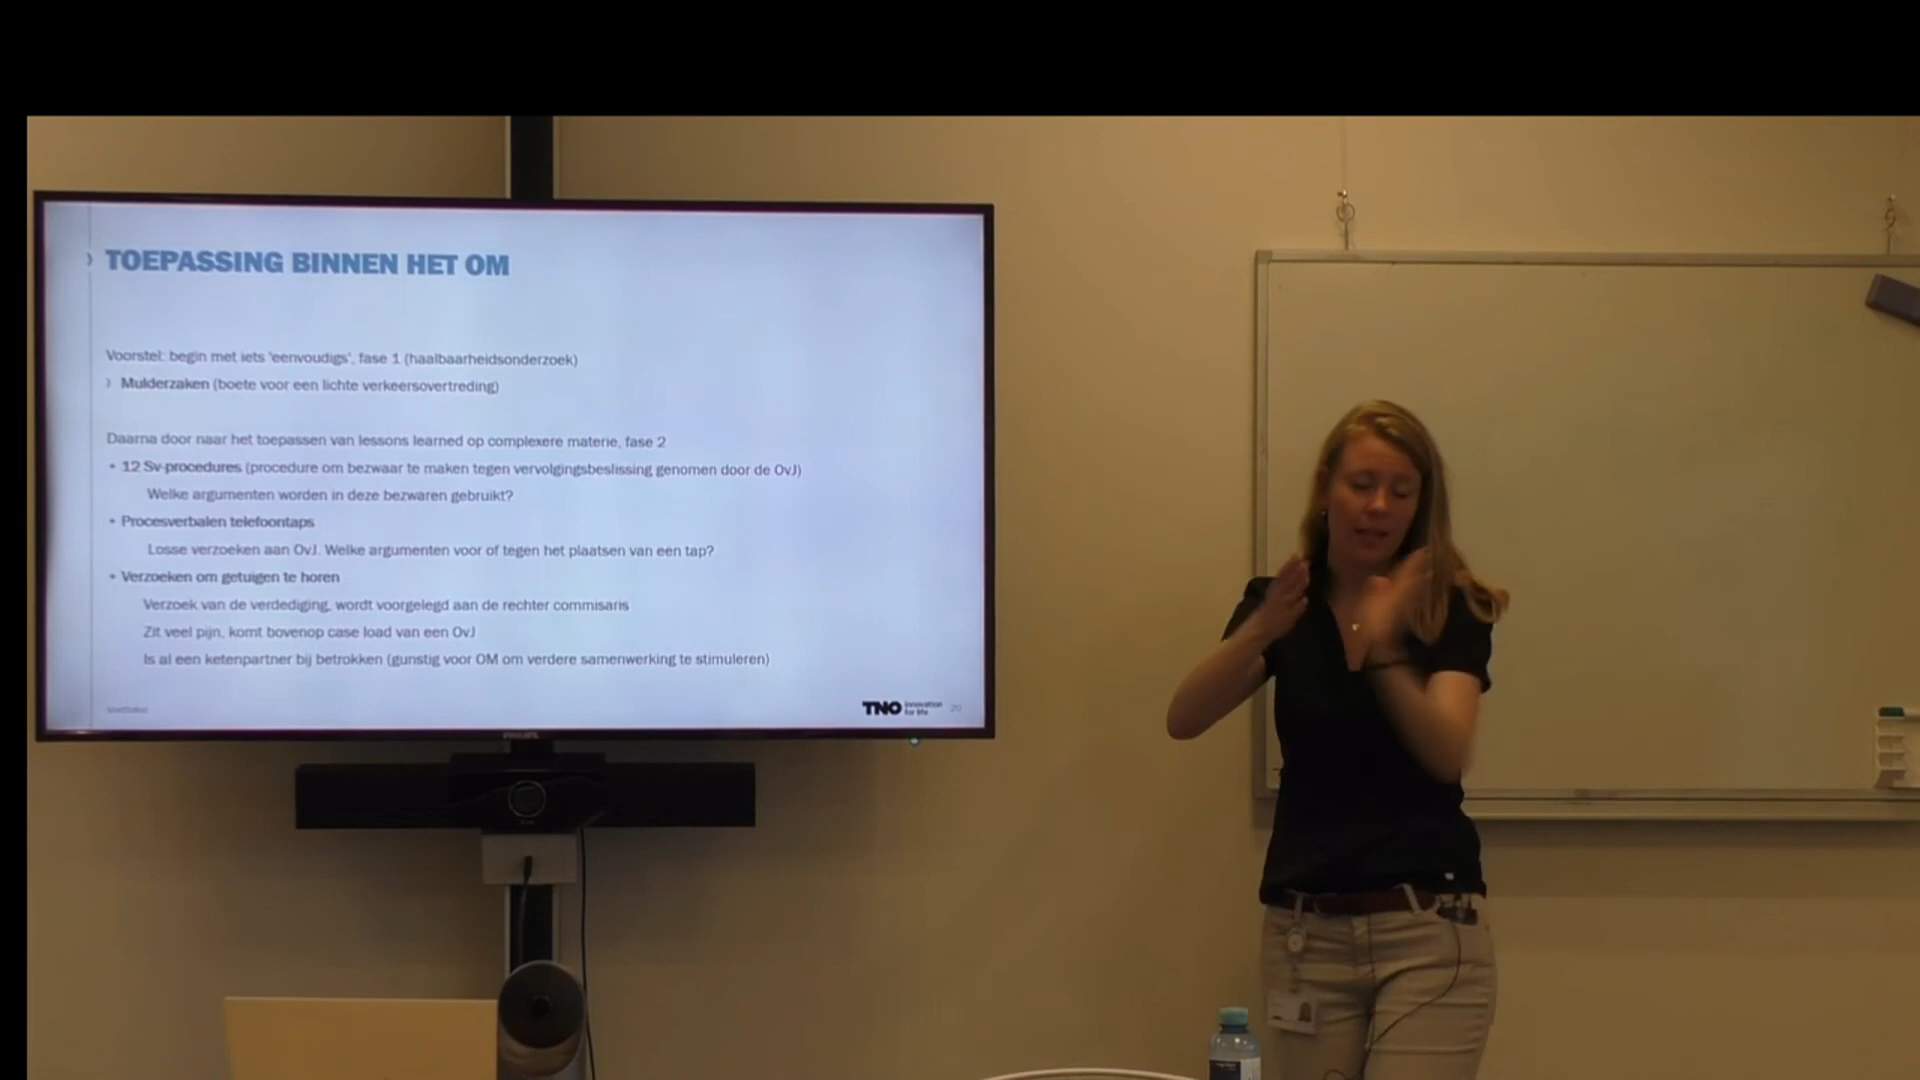 TOEPASSING BINNEN HET OM
Voorstel: begin met iets 'eenvoudigs', fase 1 (haalbaarheidsonderzoek)
Mulderzaken (boete voor een lichte verkeersovertreding)
Daarna door naar het toepassen van lessons learned op complexere materie, fase 2
• 12 Sv-procedures (procedure om bezwaar te maken tegen vervolgingsbeslissing genomen door de OvJ)
Welke argumenten worden in deze bezwaren gebruikt?
• Procesverbalen telefoontaps
Losse verzoeken aan OvJ. Welke argumenten voor of tegen het plaatsen van een tap?
• Verzoeken om getuigen te horen
Verzoek van de verdediging, wordt voorgelegd aan de rechter commisaris
Zit veel pijn, komt bovenop case load van een OvJ
Is al een ketenpartner bij betrokken (gunstig voor OM om verdere samenwerking te stimuleren)
TNO innovation for life 20
PHILIPS